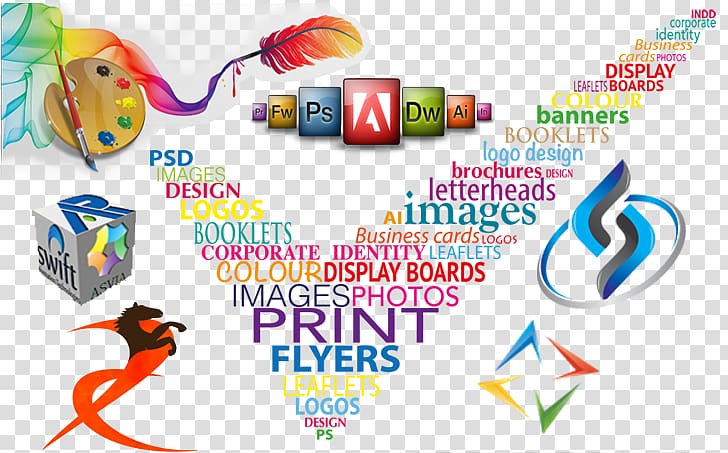 INDD
corporate
identity
Business
cards PHOTOS
DISPLAY
LEAFLETS BOARDS
COLOUR
banners
BOOKLETS
logo design
brochures DESIGN
letterheads
AI images
Business cards LOGOS
Pr Fw Ps Dw Ai In
PSD
IMAGES
DESIGN
LOGOS
BOOKLETS
CORPORATE IDENTITY LEAFLETS
COLOUR DISPLAY BOARDS
IMAGES PHOTOS
PRINT
FLYERS
LEAFLETS
LOGOS
DESIGN
PS
swift
ASVIA